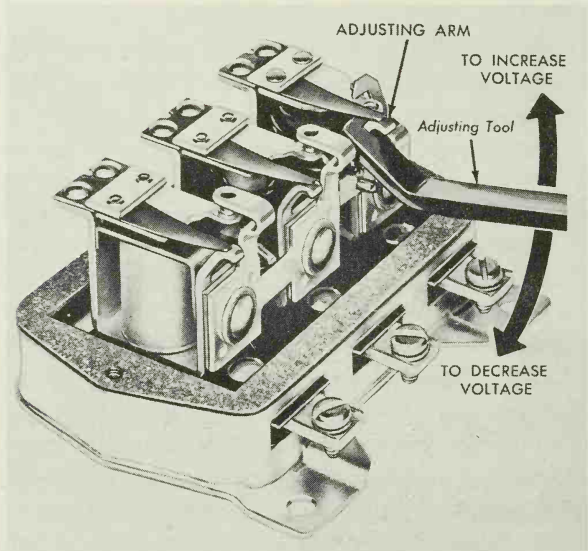 ADJUSTING ARM
TO INCREASE
VOLTAGE
Adjusting Tool
TO DECREASE
VOLTAGE